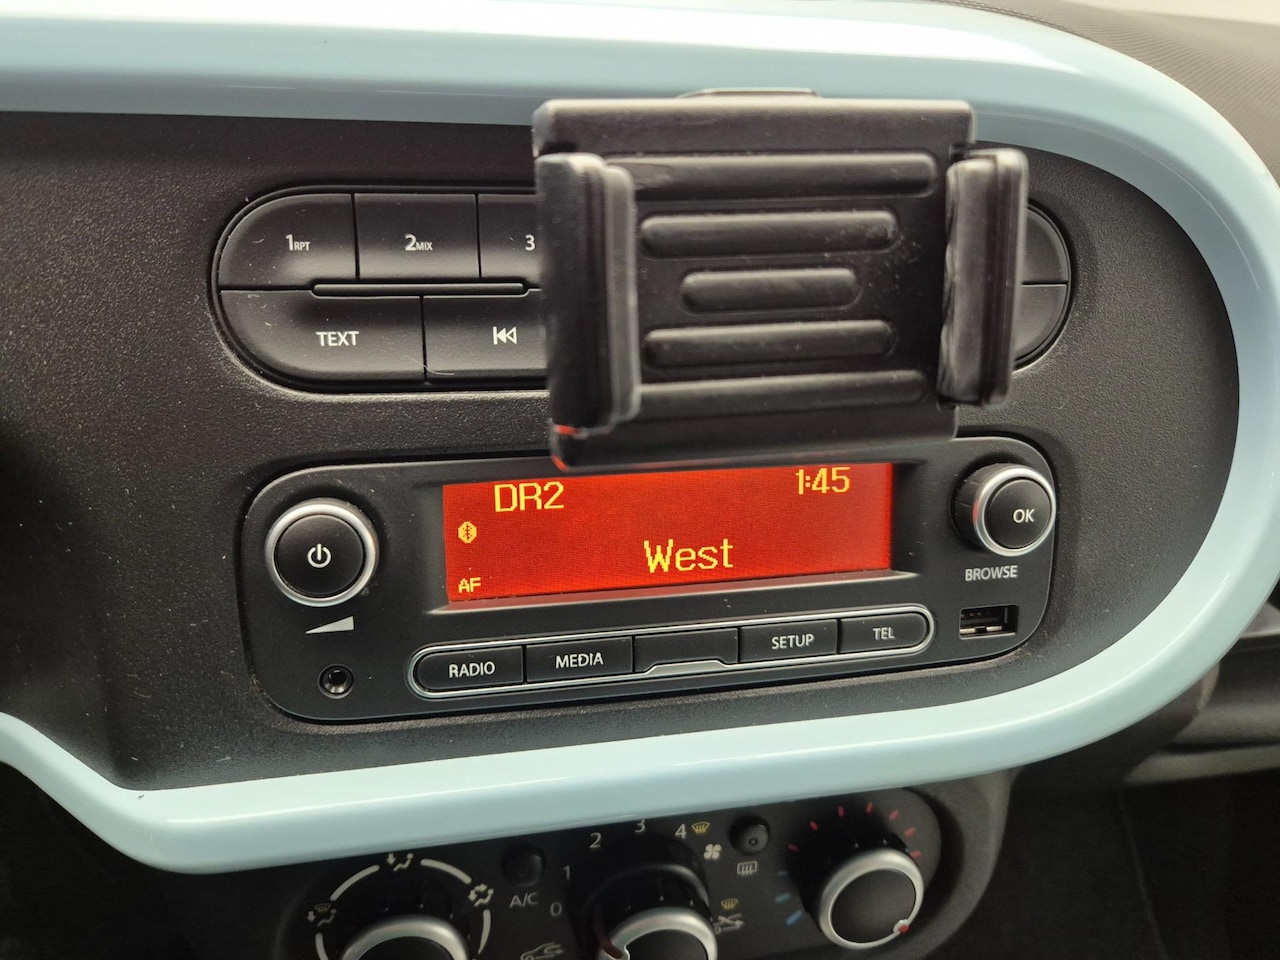 1RPT 2MIX 3
TEXT
DR2 1:45
West
AF
OK
BROWSE
RADIO MEDIA SETUP TEL
0 1 2 3 4
A/C